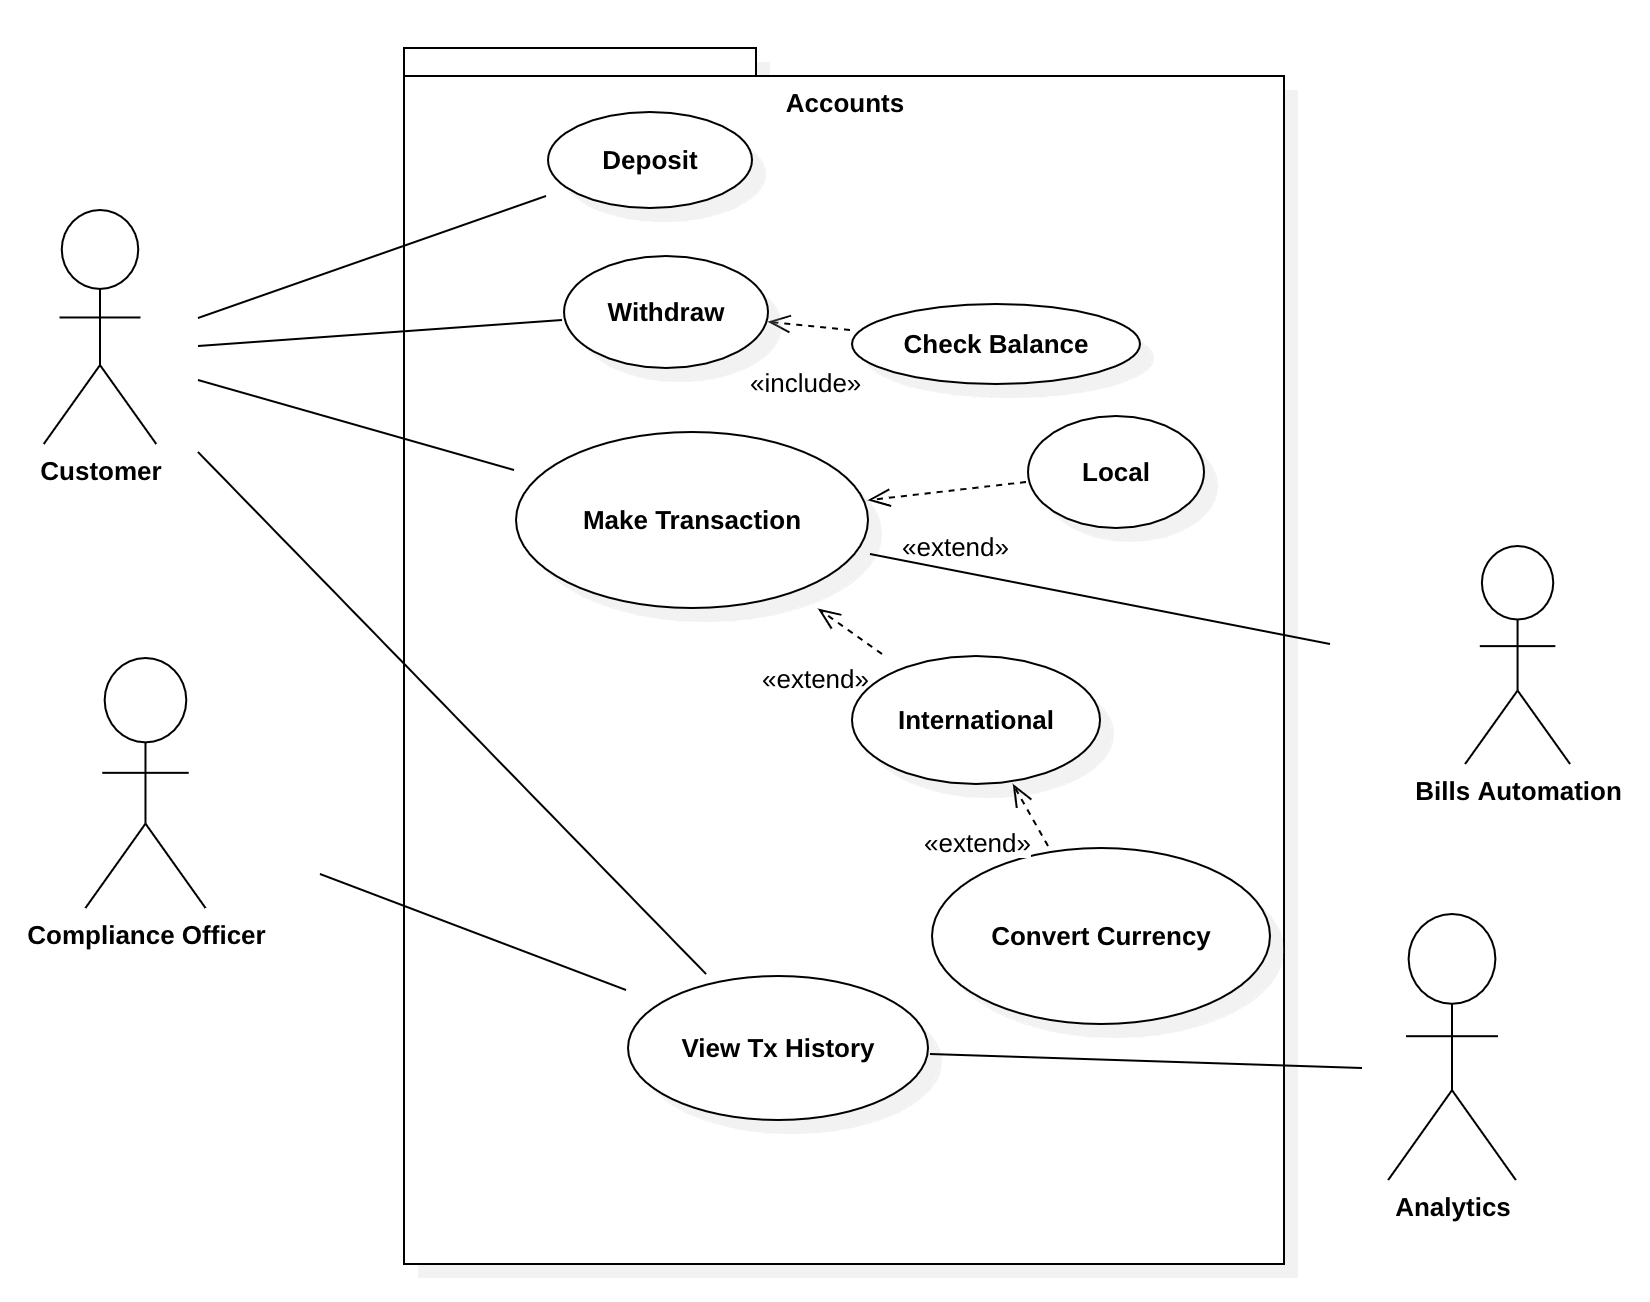 Accounts
Deposit
Withdraw
Check Balance
«include»
Customer
Local
Make Transaction
«extend»
«extend»
International
Bills Automation
«extend»
Compliance Officer
Convert Currency
View Tx History
Analytics